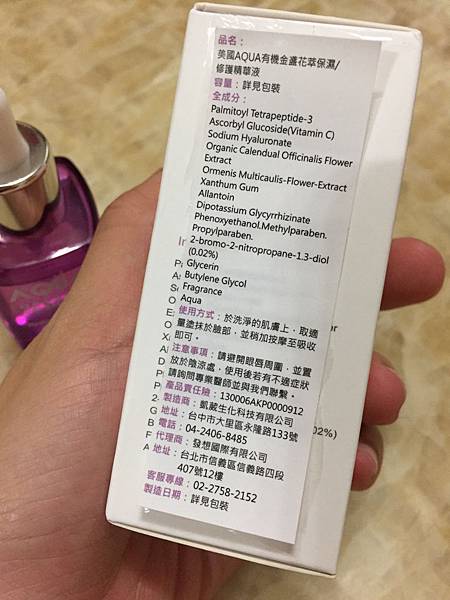 品名：
美國AQUA有機金盞花萃保濕/
修護精華液
容量：詳見包裝
全成分：
Palmitoyl Tetrapeptide-3
Ascorbyl Glucoside(Vitamin C)
Sodium Hyaluronate
Organic Calendual Officinalis Flower
Extract
Ormenis Multicaulis-Flower-Extract
Xanthum Gum
Allantoin
Dipotassium Glycyrrhizinate
Phenoxyethanol.Methylparaben.
Propylparaben.
2-bromo-2-nitropropane-1.3-diol
(0.02%)
Glycerin
Butylene Glycol
Fragrance
Aqua
使用方式：於洗淨的肌膚上，取適
量塗抹於臉部，並稍加按摩至吸收
即可。
注意事項：請避開眼唇周圍，並置
放於陰涼處，使用後若有不適症狀
請詢問專業醫師並與我們聯繫。
產品責任險：130006AKP0000912
製造商：凱葳生化科技有限公司
地址：台中市大里區永隆路133號
電話：04-2406-8485
代理商：發想國際有限公司
地址：台北市信義區信義路四段
407號12樓
客服專線：02-2758-2152
製造日期：詳見包裝